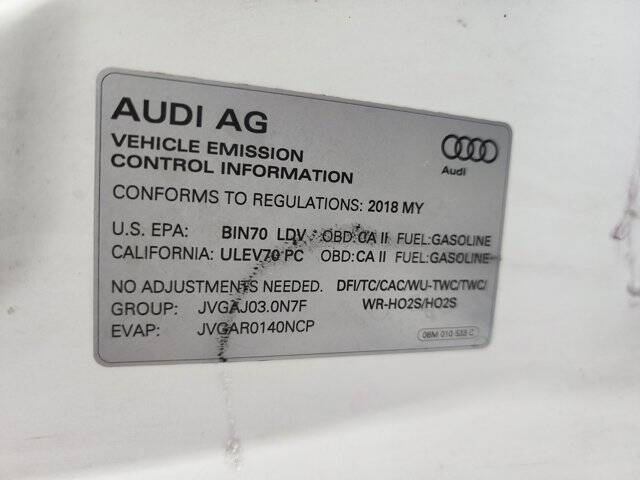 AUDI AG
VEHICLE EMISSION
CONTROL INFORMATION
Audi
CONFORMS TO REGULATIONS: 2018 MY
U.S. EPA: BIN70 LDV OBD:CA II FUEL:GASOLINE
CALIFORNIA: ULEV70 PC OBD:CA II FUEL:GASOLINE
NO ADJUSTMENTS NEEDED. DFI/TC/CAC/WU-TWC/TWC/
GROUP: JVGAJ03.0N7F WR-HO2S/HO2S
EVAP: JVGAR0140NCP